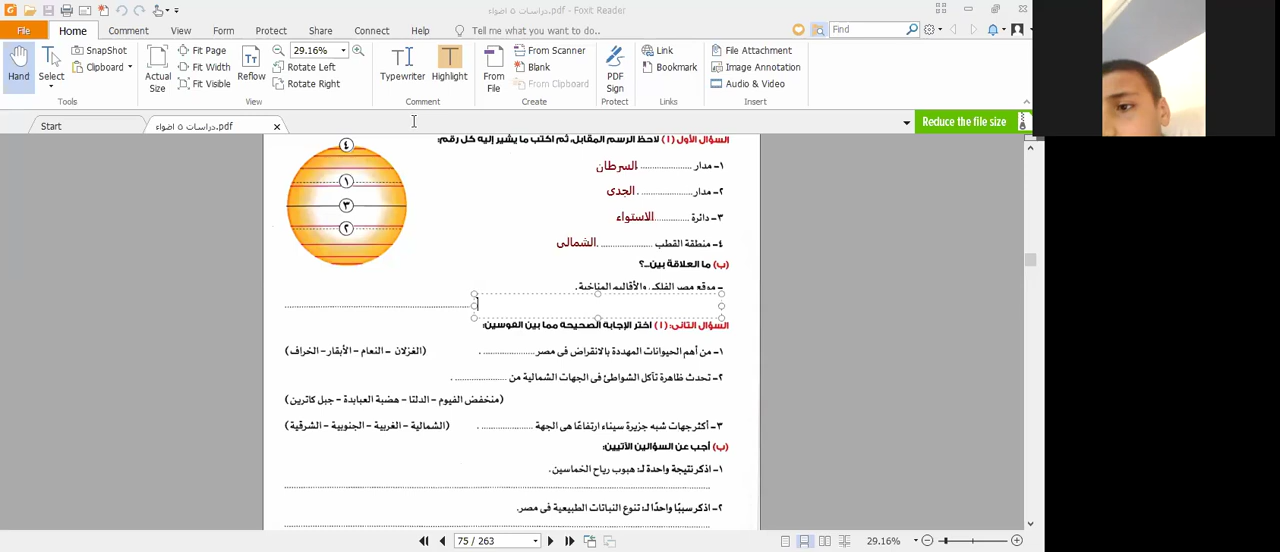 دراسات ٥ اضواء.pdf - Foxit Reader
File Home Comment View Form Protect Share Connect Help Tell me what you want to do.. Find
SnapShot Fit Page 29.16% From Scanner Link File Attachment
Clipboard Fit Width Rotate Left Blank Bookmark Image Annotation
Hand Select Actual Size Reflow Fit Visible Rotate Right Typewriter Highlight From File From Clipboard PDF Sign Audio & Video
Tools View Comment Create Protect Links Insert
Start دراسات ٥ اضواء.pdf Reduce the file size
السؤال الأول (أ) لاحظ الرسم المقابل، ثم اكتب ما يشير إليه كل رقم:
٤
١
٣
٢
١- مدار .................... السرطان
٢- مدار .................... الجدى
٣- دائرة .............. الاستواء
٤- منطقة القطب .................... الشمالى
(ب) ما العلاقة بين...؟
- موقع مصر الفلكى والأقاليم المناخية.
السؤال الثانى: (أ) اختر الإجابة الصحيحة مما بين القوسين:
١- من أهم الحيوانات المهددة بالانقراض فى مصر .................... . (الغزلان - النعام - الأبقار - الخراف)
٢- تحدث ظاهرة تآكل الشواطئ فى الجهات الشمالية من .................... .
(منخفض الفيوم - الدلتا - هضبة العبابدة - جبل كاترين)
٣- أكثر جهات شبه جزيرة سيناء ارتفاعًا هى الجهة .................... . (الشمالية - الغربية - الجنوبية - الشرقية)
(ب) أجب عن السؤالين الآتيين:
١- اذكر نتيجة واحدة لـ: هبوب رياح الخماسين.
٢- اذكر سببًا واحدًا لـ: تنوع النباتات الطبيعية فى مصر.
75 / 263 29.16%